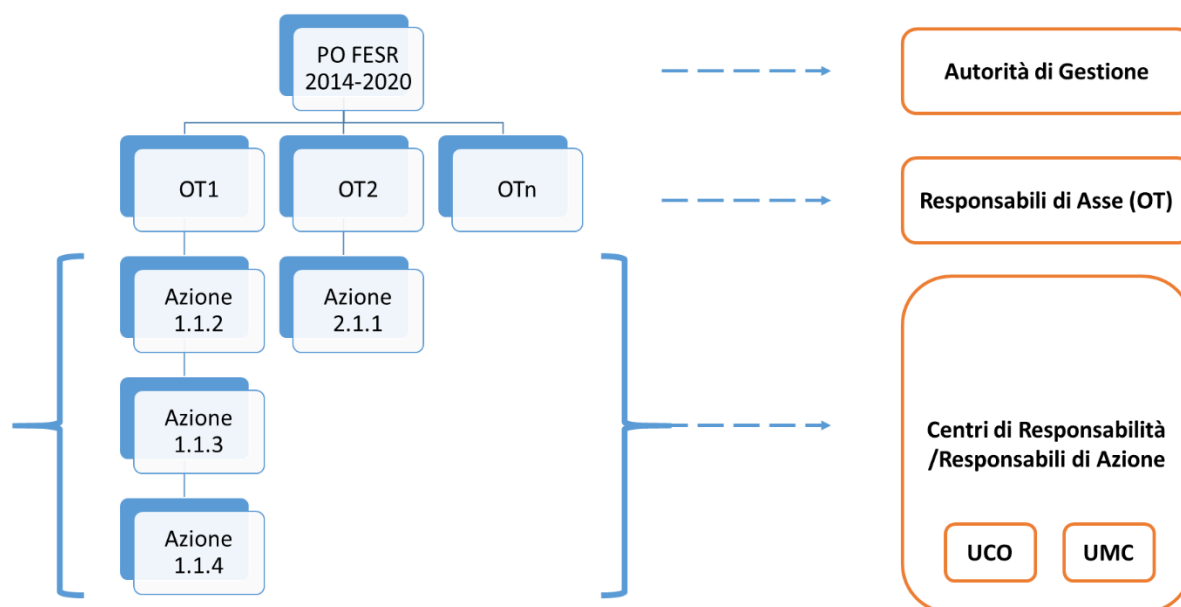 PO FESR
2014-2020
Autorità di Gestione
OT1
OT2
OTn
Responsabili di Asse (OT)
Azione
1.1.2
Azione
2.1.1
Azione
1.1.3
Azione
1.1.4
Centri di Responsabilità
/Responsabili di Azione
UCO
UMC